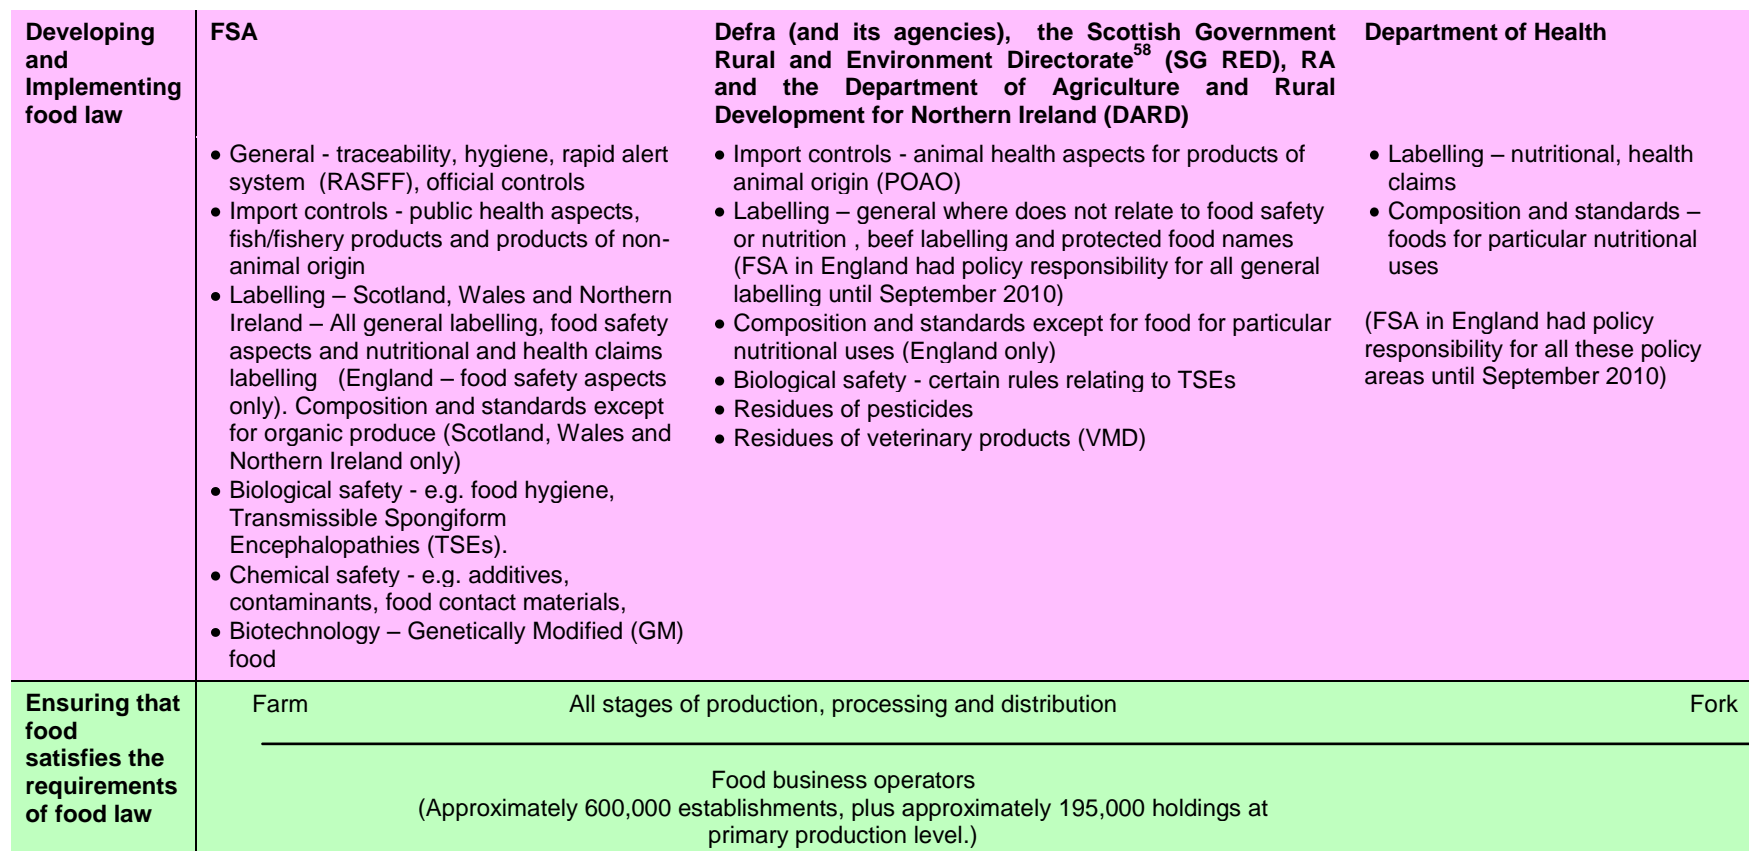 Developing
and
Implementing
food law
FSA
Defra (and its agencies), the Scottish Government
Rural and Environment Directorate58 (SG RED), RA
and the Department of Agriculture and Rural
Development for Northern Ireland (DARD)
Department of Health
• General - traceability, hygiene, rapid alert
system (RASFF), official controls
• Import controls - public health aspects,
fish/fishery products and products of non-
animal origin
• Labelling – Scotland, Wales and Northern
Ireland – All general labelling, food safety
aspects and nutritional and health claims
labelling (England – food safety aspects
only). Composition and standards except
for organic produce (Scotland, Wales and
Northern Ireland only)
• Biological safety - e.g. food hygiene,
Transmissible Spongiform
Encephalopathies (TSEs).
• Chemical safety - e.g. additives,
contaminants, food contact materials,
• Biotechnology – Genetically Modified (GM)
food
• Import controls - animal health aspects for products of
animal origin (POAO)
• Labelling – general where does not relate to food safety
or nutrition , beef labelling and protected food names
(FSA in England had policy responsibility for all general
labelling until September 2010)
• Composition and standards except for food for particular
nutritional uses (England only)
• Biological safety - certain rules relating to TSEs
• Residues of pesticides
• Residues of veterinary products (VMD)
• Labelling – nutritional, health
claims
• Composition and standards –
foods for particular nutritional
uses
(FSA in England had policy
responsibility for all these policy
areas until September 2010)
Ensuring that
food
satisfies the
requirements
of food law
Farm
All stages of production, processing and distribution
Fork
Food business operators
(Approximately 600,000 establishments, plus approximately 195,000 holdings at
primary production level.)